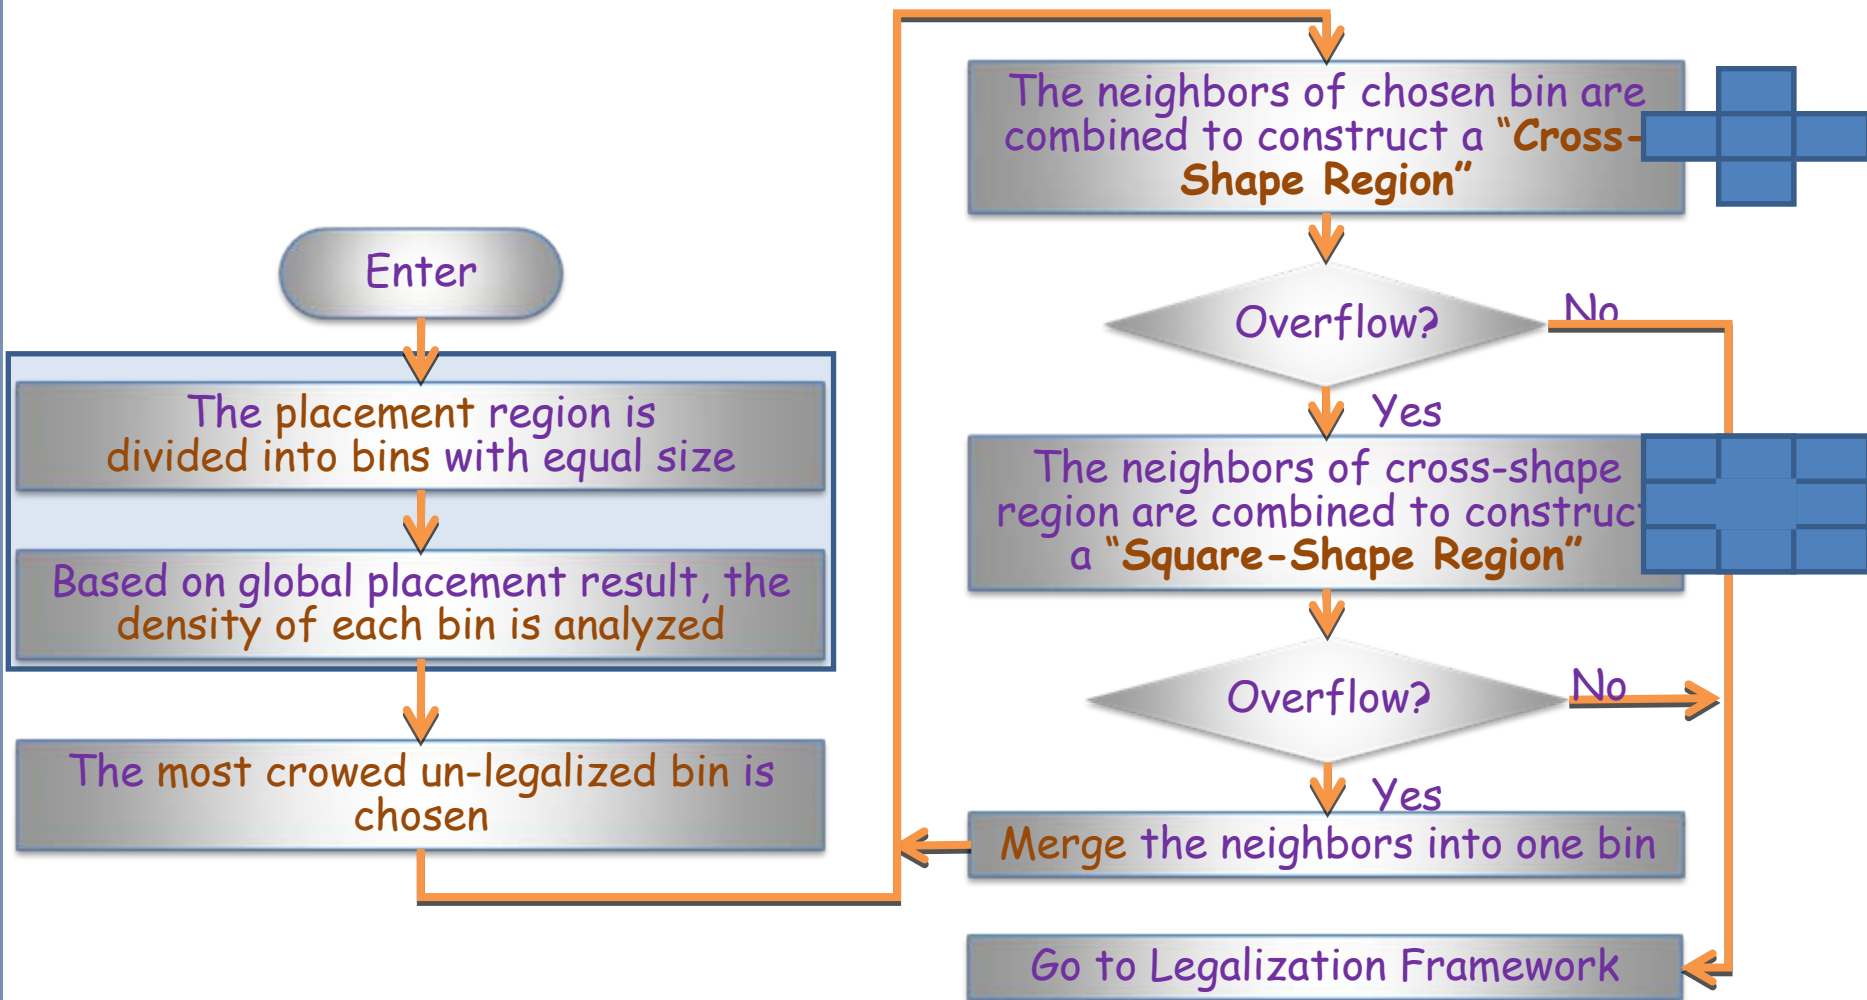 Enter
The placement region is
divided into bins with equal size
Based on global placement result, the
density of each bin is analyzed
The most crowed un-legalized bin is
chosen
The neighbors of chosen bin are
combined to construct a “Cross-
Shape Region”
Overflow?
No
Yes
The neighbors of cross-shape
region are combined to construct
a “Square-Shape Region”
Overflow?
No
Yes
Merge the neighbors into one bin
Go to Legalization Framework